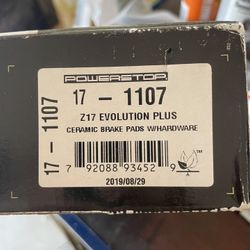 POWERSTOP
17 - 1107
Z17 EVOLUTION PLUS
CERAMIC BRAKE PADS W/HARDWARE
7 92088 93452 9
TM
2019/08/29
17 - 1107